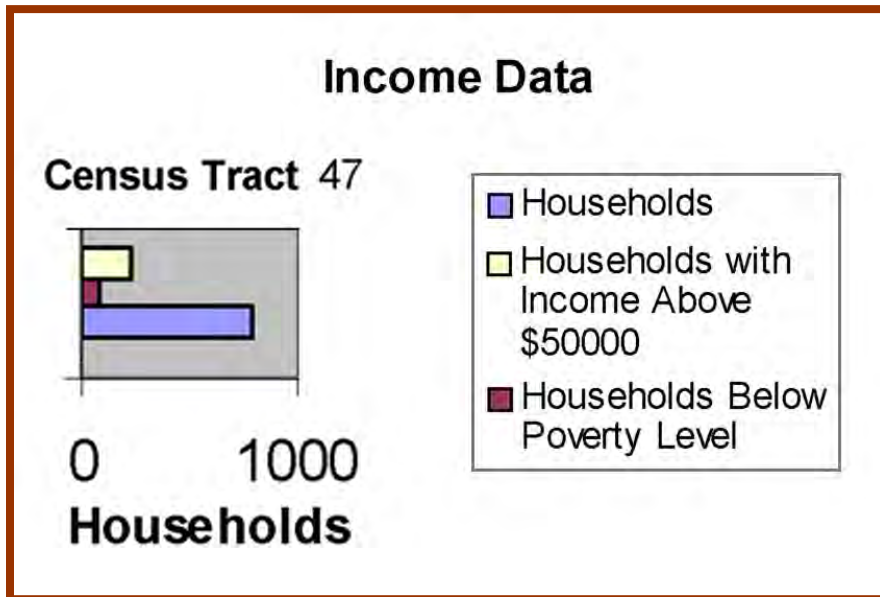 Income Data
Census Tract 47
Households
Households with
Income Above
$50000
Households Below
Poverty Level
0 1000
Households